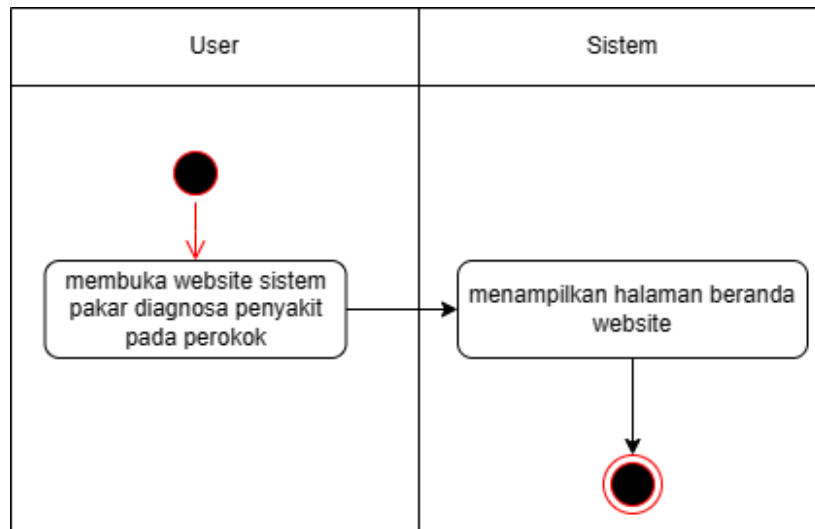 User
Sistem
membuka website sistem
pakar diagnosa penyakit
pada perokok
menampilkan halaman beranda
website